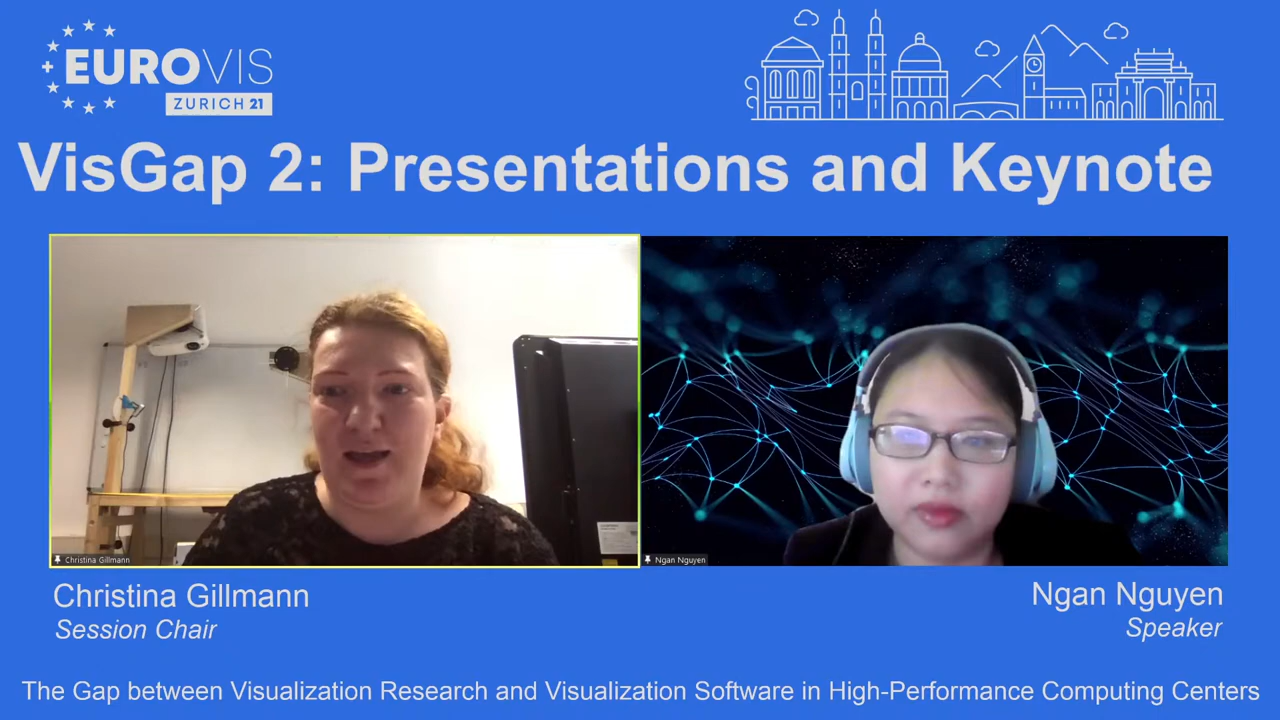 EUROVIS
ZURICH 21
VisGap 2: Presentations and Keynote
Christina Gillmann
Ngan Nguyen
Christina Gillmann
Session Chair
Ngan Nguyen
Speaker
The Gap between Visualization Research and Visualization Software in High-Performance Computing Centers